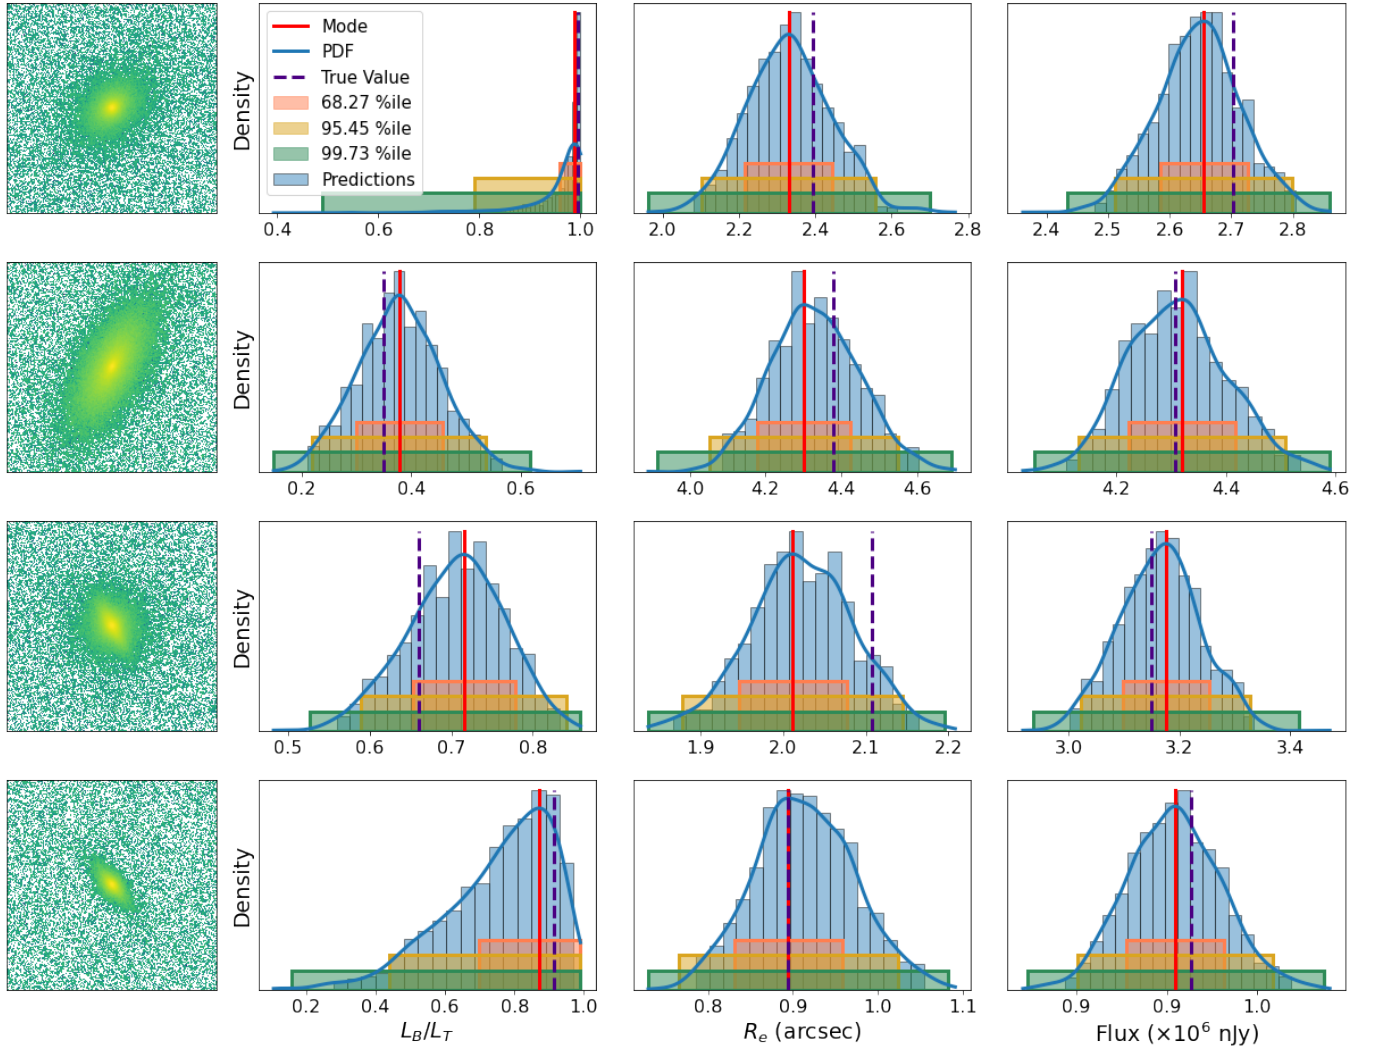 Density
Mode
PDF
True Value
68.27 %ile
95.45 %ile
99.73 %ile
Predictions
0.4 0.6 0.8 1.0
2.0 2.2 2.4 2.6 2.8
2.4 2.5 2.6 2.7 2.8
Density
0.2 0.4 0.6
4.0 4.2 4.4 4.6
4.2 4.4 4.6
Density
0.5 0.6 0.7 0.8
1.9 2.0 2.1 2.2
3.0 3.2 3.4
Density
0.2 0.4 0.6 0.8 1.0
0.8 0.9 1.0 1.1
0.9 0.9 1.0
L_B/L_T
R_e (arcsec)
Flux (×10⁶ nJy)